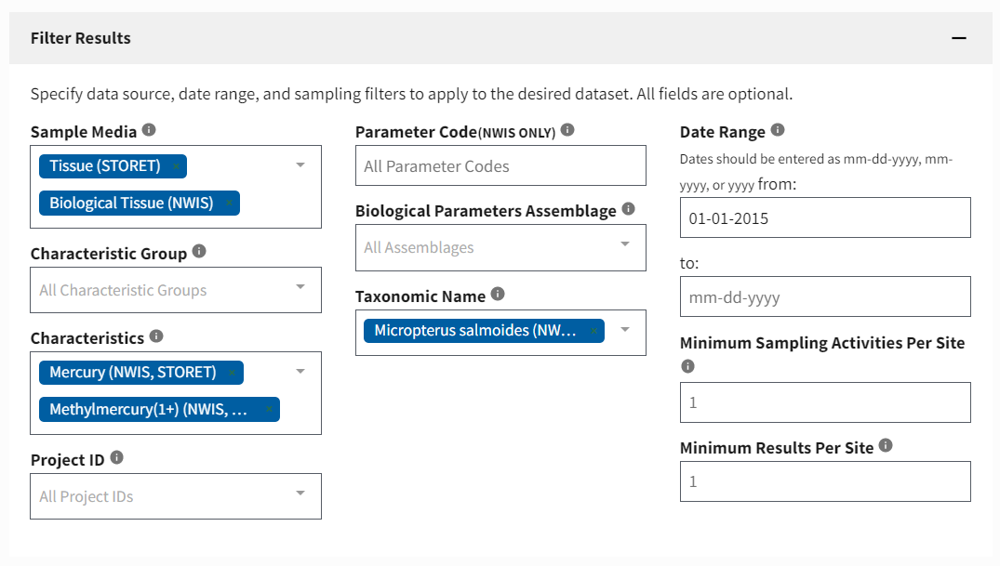 Filter Results
Specify data source, date range, and sampling filters to apply to the desired dataset. All fields are optional.
Sample Media
Tissue (STORET) ×
Biological Tissue (NWIS) ×
Characteristic Group
All Characteristic Groups
Characteristics
Mercury (NWIS, STORET) ×
Methylmercury(1+) (NWIS, ... ×
Project ID
All Project IDs
Parameter Code(NWIS ONLY)
All Parameter Codes
Biological Parameters Assemblage
All Assemblages
Taxonomic Name
Micropterus salmoides (NW... ×
Date Range
Dates should be entered as mm-dd-yyyy, mm-
yyyy, or yyyy from:
01-01-2015
to:
mm-dd-yyyy
Minimum Sampling Activities Per Site
1
Minimum Results Per Site
1